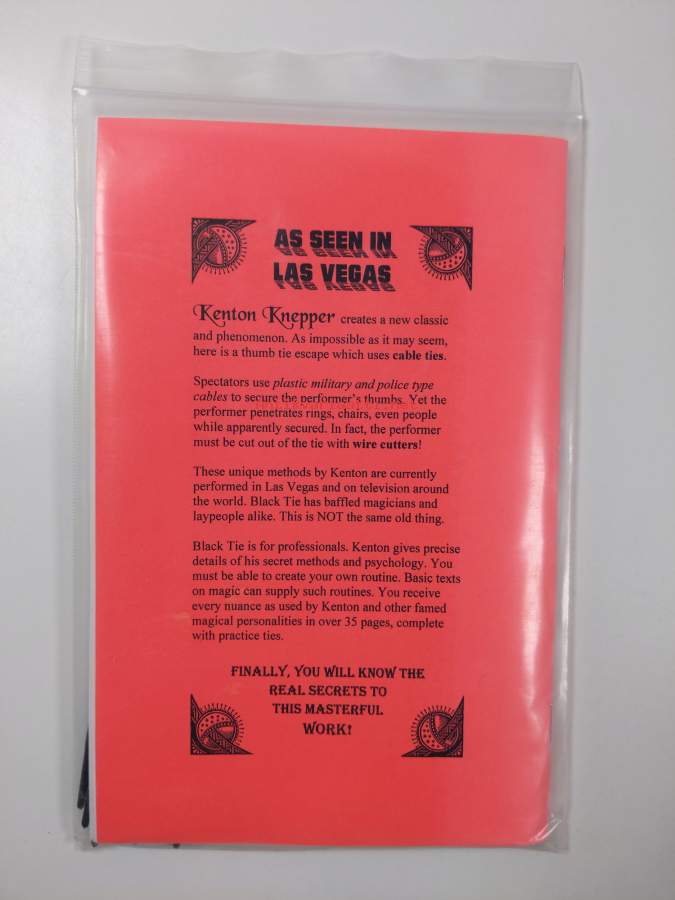 AS SEEN IN
LAS VEGAS
Kenton Knepper creates a new classic
and phenomenon. As impossible as it may seem,
here is a thumb tie escape which uses cable ties.
Spectators use plastic military and police type
cables to secure the performer's thumbs. Yet the
performer penetrates rings, chairs, even people
while apparently secured. In fact, the performer
must be cut out of the tie with wire cutters!
These unique methods by Kenton are currently
performed in Las Vegas and on television around
the world. Black Tie has baffled magicians and
laypeople alike. This is NOT the same old thing.
Black Tie is for professionals. Kenton gives precise
details of his secret methods and psychology. You
must be able to create your own routine. Basic texts
on magic can supply such routines. You receive
every nuance as used by Kenton and other famed
magical personalities in over 35 pages, complete
with practice ties.
FINALLY, YOU WILL KNOW THE
REAL SECRETS TO
THIS MASTERFUL
WORK!